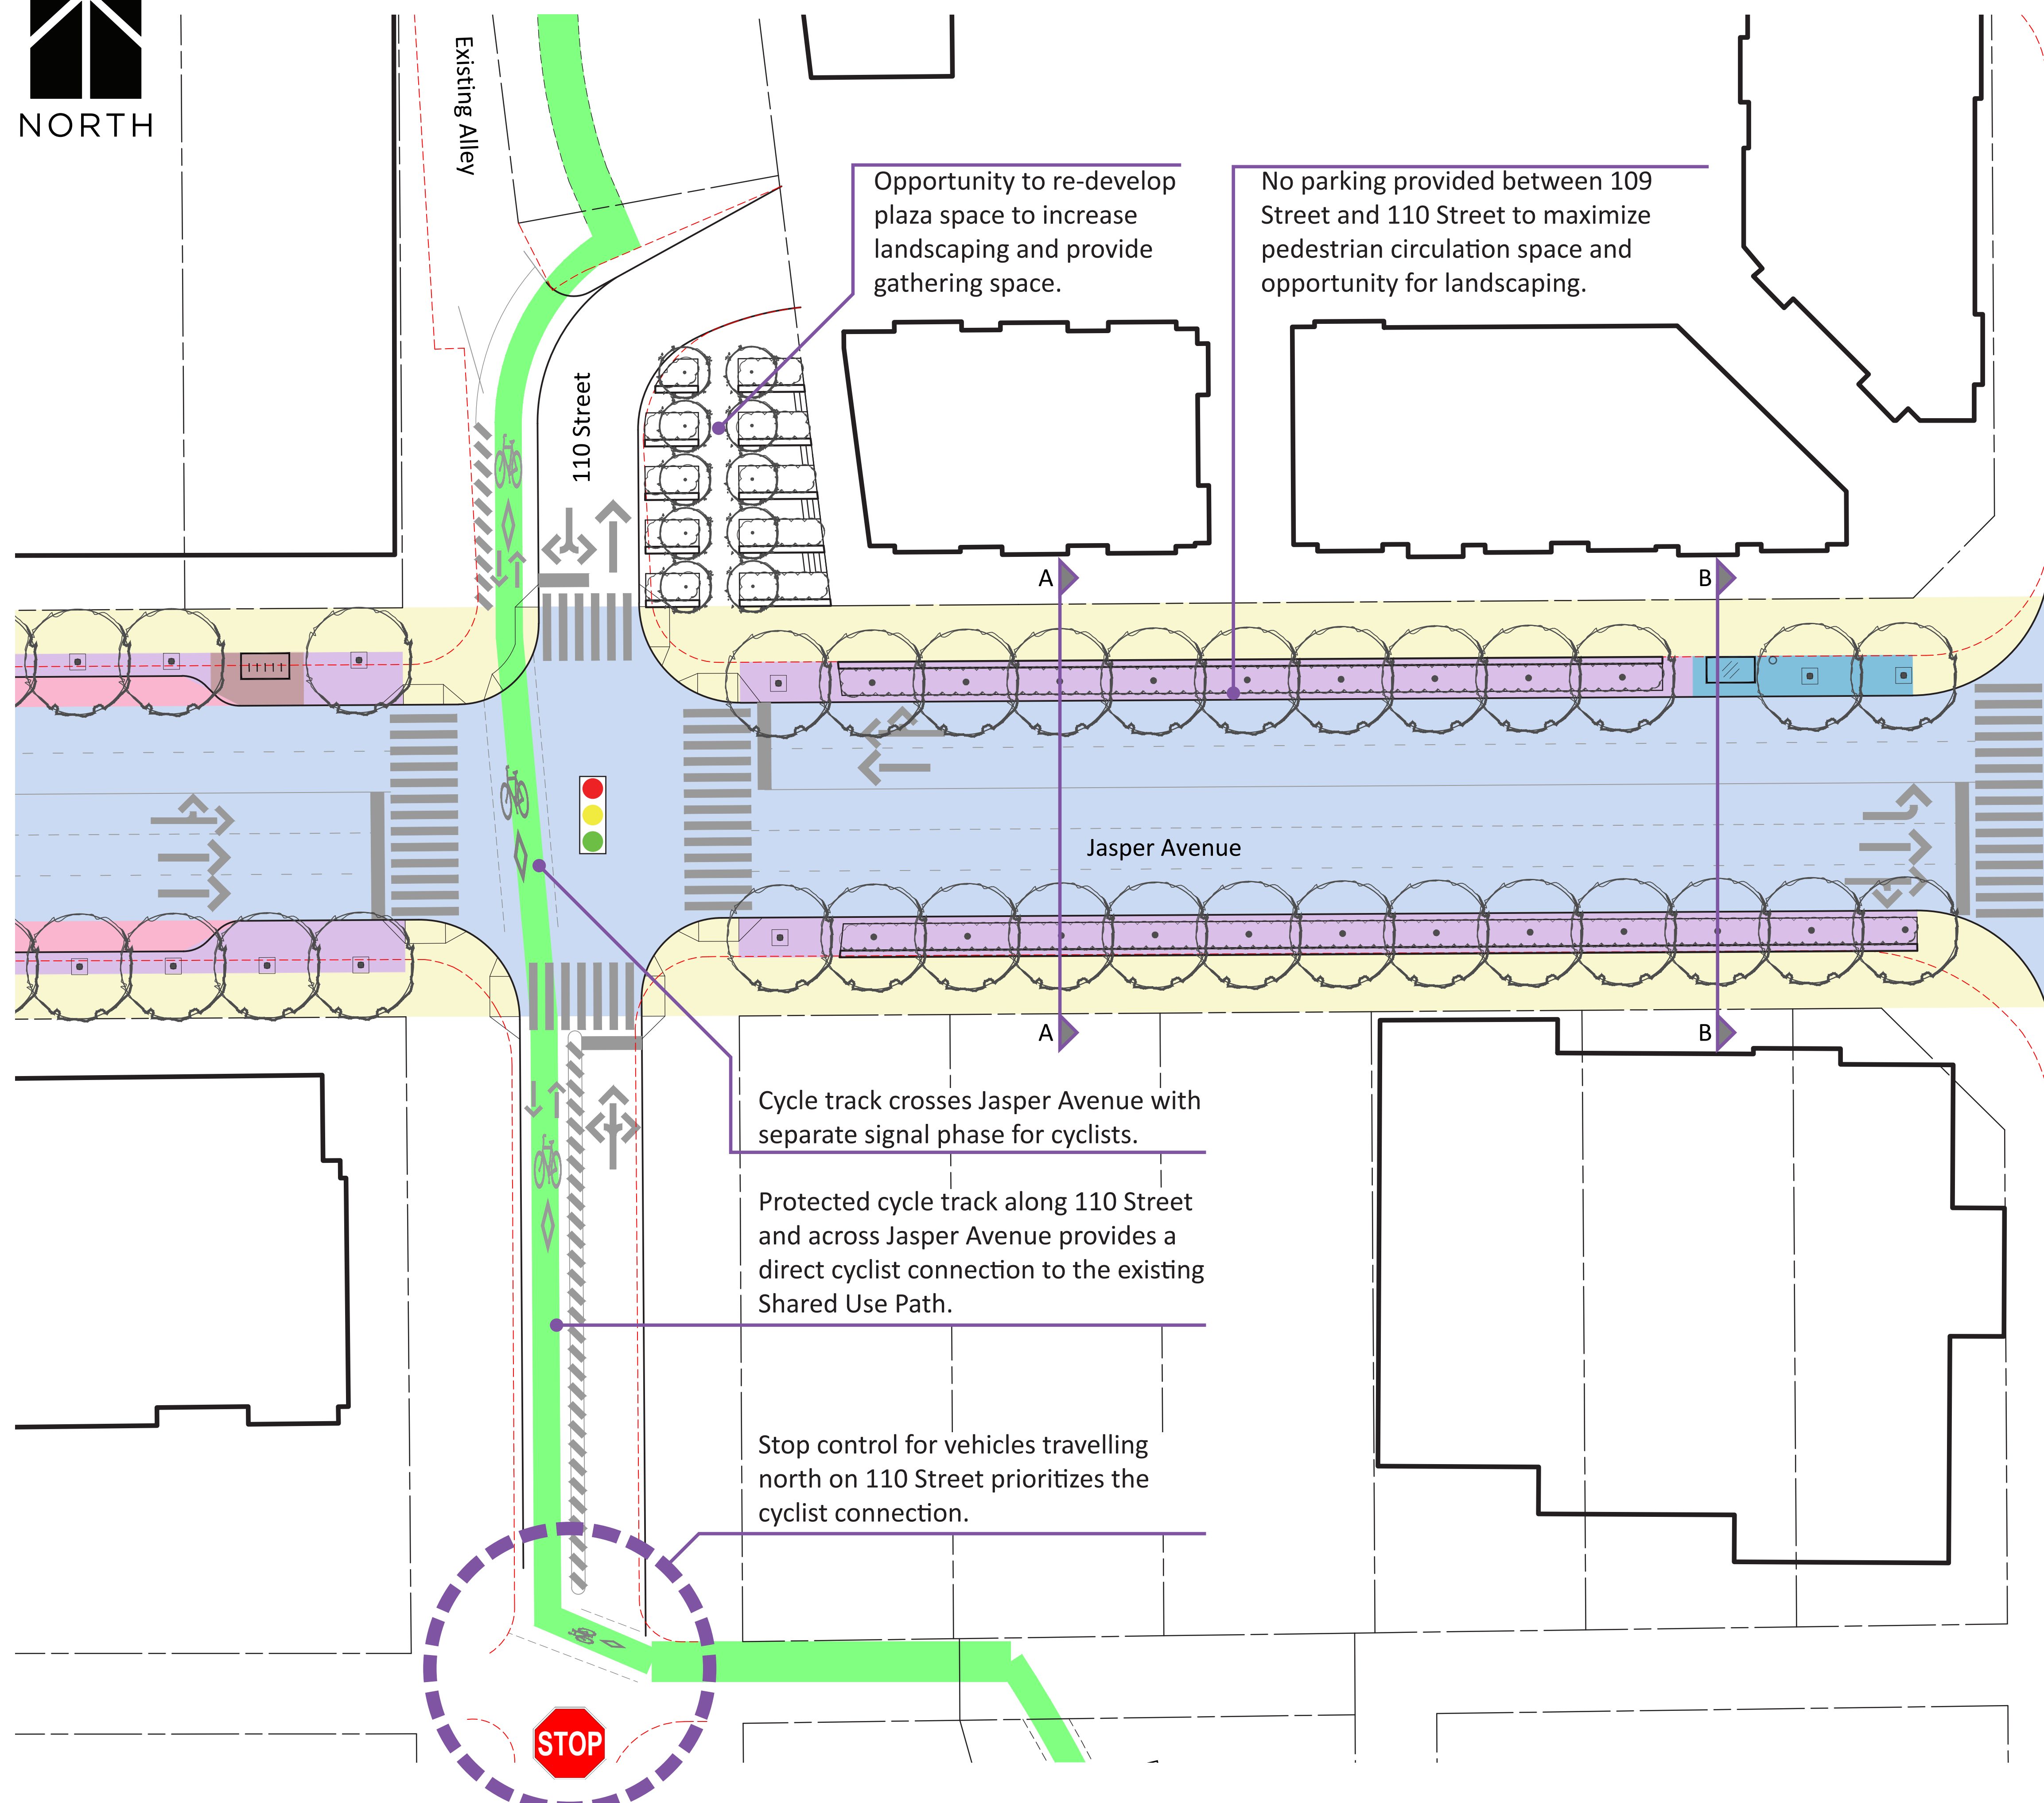 NORTH
Existing Alley
Opportunity to re-develop
plaza space to increase
landscaping and provide
gathering space.
No parking provided between 109
Street and 110 Street to maximize
pedestrian circulation space and
opportunity for landscaping.
110 Street
A
B
Jasper Avenue
A
B
Cycle track crosses Jasper Avenue with
separate signal phase for cyclists.
Protected cycle track along 110 Street
and across Jasper Avenue provides a
direct cyclist connection to the existing
Shared Use Path.
Stop control for vehicles travelling
north on 110 Street prioritizes the
cyclist connection.
STOP